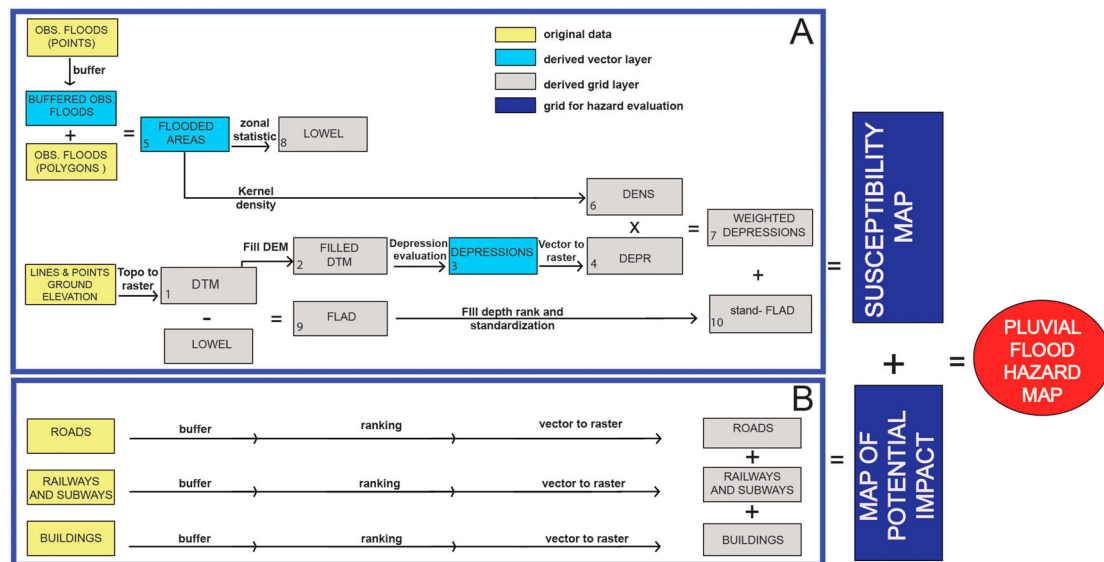 A
OBS. FLOODS
(POINTS)
buffer
BUFFERED OBS.
FLOODS
+
OBS. FLOODS
(POLYGONS )
=
FLOODED
AREAS
5
zonal
statistic
LOWEL
8
original data
derived vector layer
derived grid layer
grid for hazard evaluation
Kernel
density
DENS
6
X
=
WEIGHTED
DEPRESSIONS
7
LINES & POINTS
GROUND
ELEVATION
Topo to
raster
DTM
1
Fill DEM
FILLED
DTM
2
Depression
evaluation
DEPRESSIONS
3
Vector to
raster
DEPR
4
+
-
LOWEL
=
FLAD
9
FIll depth rank and
standardization
stand- FLAD
10
=
SUSCEPTIBILITY
MAP
+
=
PLUVIAL
FLOOD
HAZARD
MAP
B
ROADS
buffer
ranking
vector to raster
ROADS
+
RAILWAYS
AND SUBWAYS
buffer
ranking
vector to raster
RAILWAYS
AND SUBWAYS
+
BUILDINGS
buffer
ranking
vector to raster
BUILDINGS
=
MAP OF
POTENTIAL
IMPACT